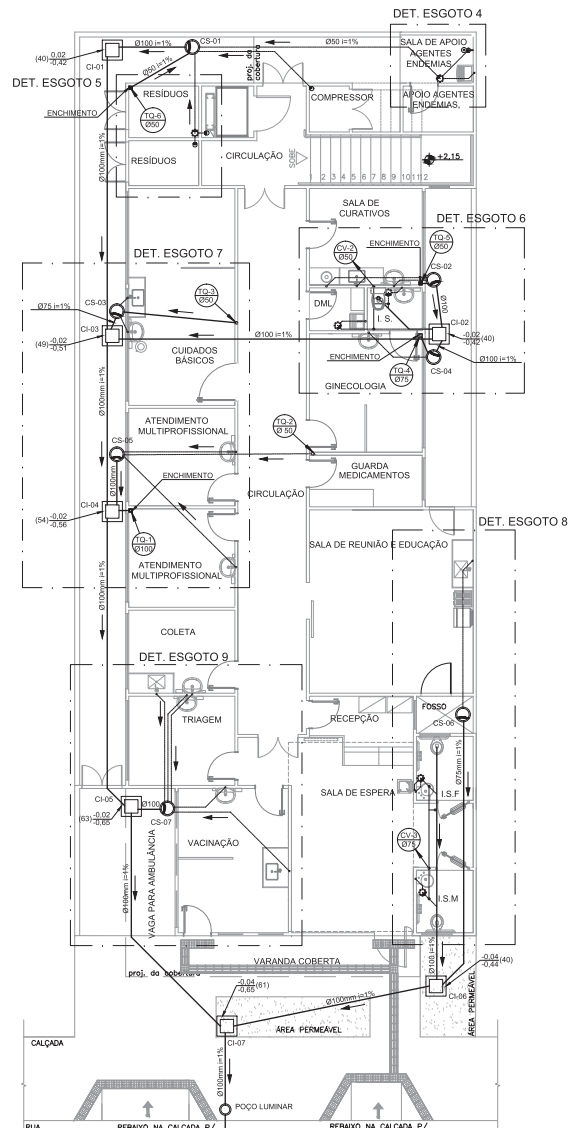 DET. ESGOTO 4
CS-01
Ø100 i=1%
Ø50 i=1%
(40) 0,02
-0,42
CI-01
Ø50 i=1%
proj. da
cobertura
SALA DE APOIO
AGENTES
ENDEMIAS
DET. ESGOTO 5
RESÍDUOS
COMPRESSOR
APOIO AGENTES
ENDEMIAS,
ENCHIMENTO
TQ-6
Ø50
Ø100mm i=1%
RESÍDUOS
CIRCULAÇÃO
SOBE
+2,15
1 2 3 4 5 6 7 8 9 10 11 12
SALA DE
CURATIVOS
DET. ESGOTO 6
DET. ESGOTO 7
CV-2
Ø50
ENCHIMENTO
TQ-5
Ø50
CS-02
TQ-3
Ø50
CS-03
DML
I. S.
Ø100
Ø75 i=1%
CI-03
CI-02
(49) -0,02
-0,51
Ø100 i=1%
-0,02
-0,42 (40)
CUIDADOS
BÁSICOS
ENCHIMENTO
TQ-4
Ø75
CS-04
Ø100 i=1%
GINECOLOGIA
Ø100mm i=1%
ATENDIMENTO
MULTIPROFISSIONAL
TQ-2
Ø 50
CS-05
Ø100mm
ENCHIMENTO
GUARDA
MEDICAMENTOS
CIRCULAÇÃO
CI-04
(54) -0,02
-0,56
TQ-1
Ø100
DET. ESGOTO 8
ATENDIMENTO
MULTIPROFISSIONAL
SALA DE REUNIÃO E EDUCAÇÃO
Ø100mm i=1%
COLETA
DET. ESGOTO 9
TRIAGEM
RECEPÇÃO
FOSSO
CS-06
Ø75mm i=1%
CI-05
Ø100
CS-07
(63) -0,02
-0,65
SALA DE ESPERA
I.S.F
VACINAÇÃO
CV-3
Ø75
VAGA PARA AMBULÂNCIA
Ø100mm i=1%
I.S.M
Ø100 i=1%
proj. da cobertura
VARANDA COBERTA
-0,04
-0,44 (40)
CI-06
-0,04
-0,65 (61)
Ø100mm i=1%
ÁREA PERMEÁVEL
ÁREA PERMEÁVEL
CALÇADA
CI-07
Ø100mm i=1%
POÇO LUMINAR
RUA
REBAIXO NA CALÇADA P/
REBAIXO NA CALÇADA P/